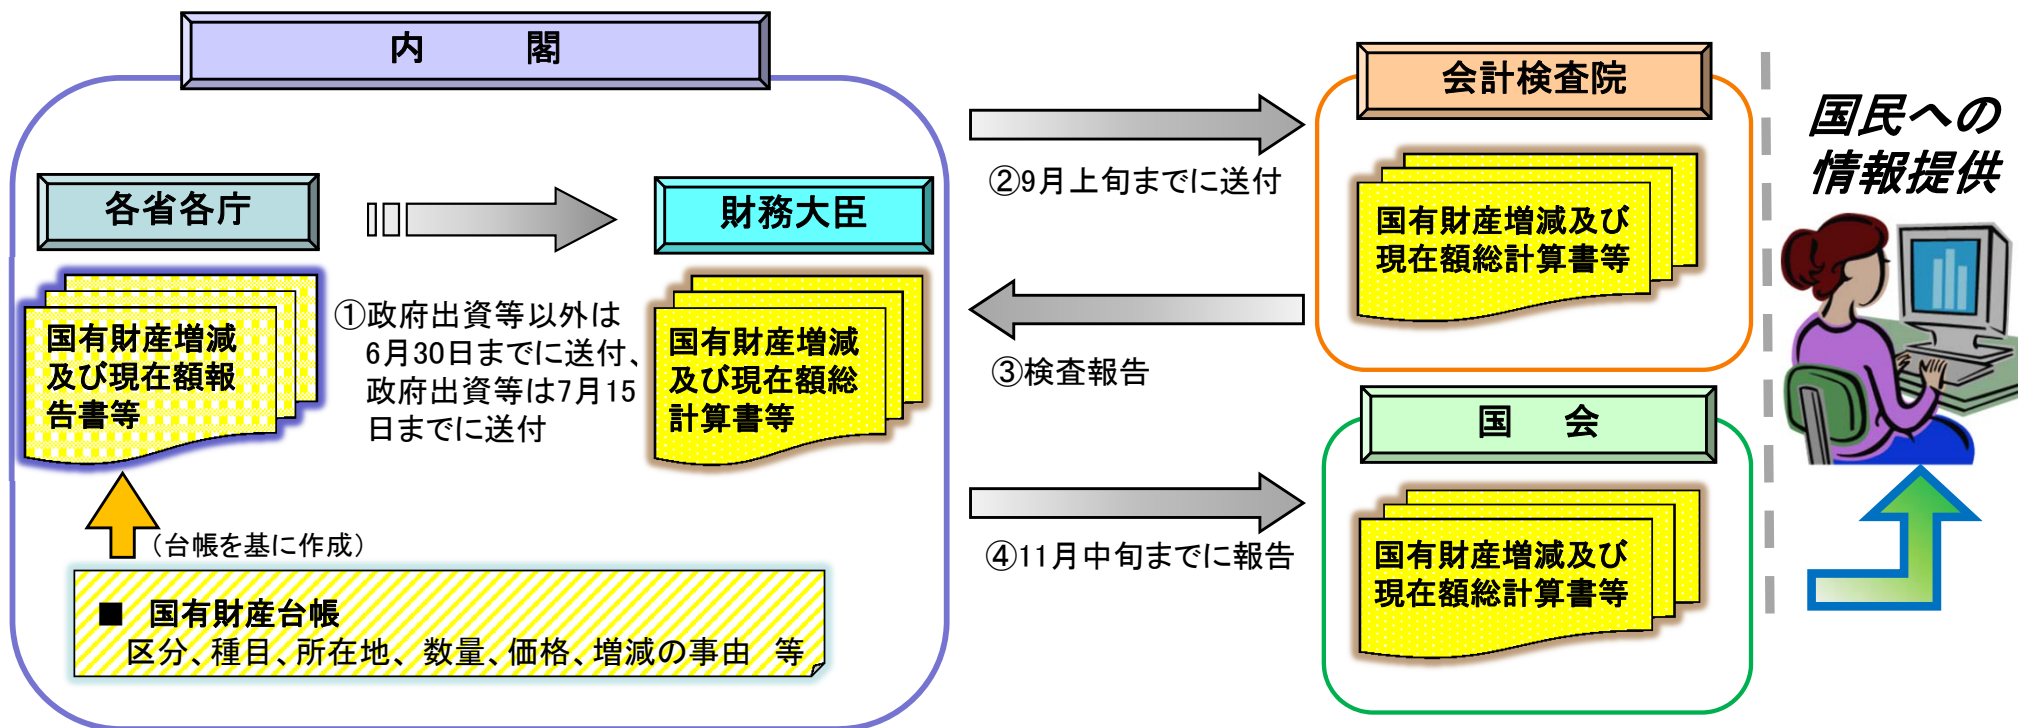 内　閣
各省各庁
財務大臣
国有財産増減
及び現在額報
告書等
①政府出資等以外は
6月30日までに送付、
政府出資等は7月15
日までに送付
国有財産増減
及び現在額総
計算書等
（台帳を基に作成）
■　国有財産台帳
区分、種目、所在地、数量、価格、増減の事由　等
②9月上旬までに送付
③検査報告
④11月中旬までに報告
会計検査院
国有財産増減及び
現在額総計算書等
国　会
国有財産増減及び
現在額総計算書等
国民への
情報提供